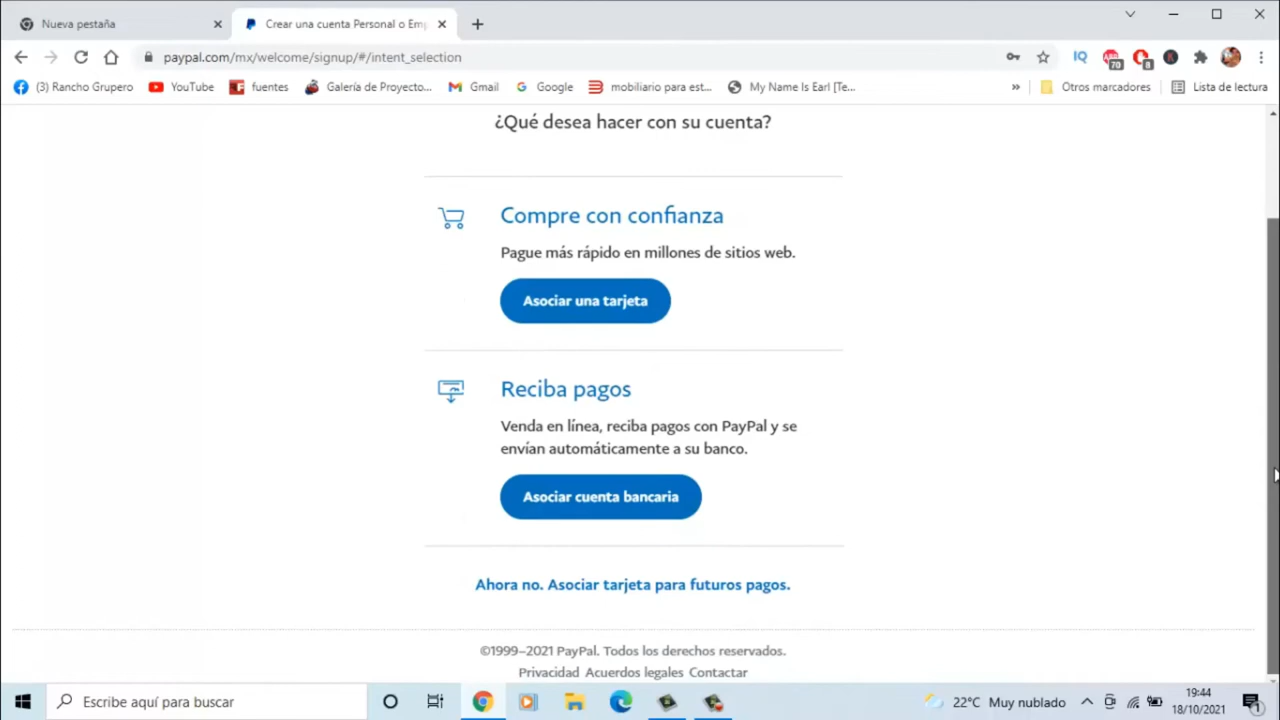 Nueva pestaña
Crear una cuenta Personal o Em
paypal.com/mx/welcome/signup/#/intent_selection
70
8
(3) Rancho Grupero
YouTube
fuentes
Galería de Proyecto...
Gmail
Google
mobiliario para est...
My Name Is Earl [Te...
»
Otros marcadores
Lista de lectura
¿Qué desea hacer con su cuenta?
Compre con confianza
Pague más rápido en millones de sitios web.
Asociar una tarjeta
Reciba pagos
Venda en línea, reciba pagos con PayPal y se
envían automáticamente a su banco.
Asociar cuenta bancaria
Ahora no. Asociar tarjeta para futuros pagos.
©1999–2021 PayPal. Todos los derechos reservados.
Privacidad Acuerdos legales Contactar
Escribe aquí para buscar
22°C Muy nublado
19:44
18/10/2021
1